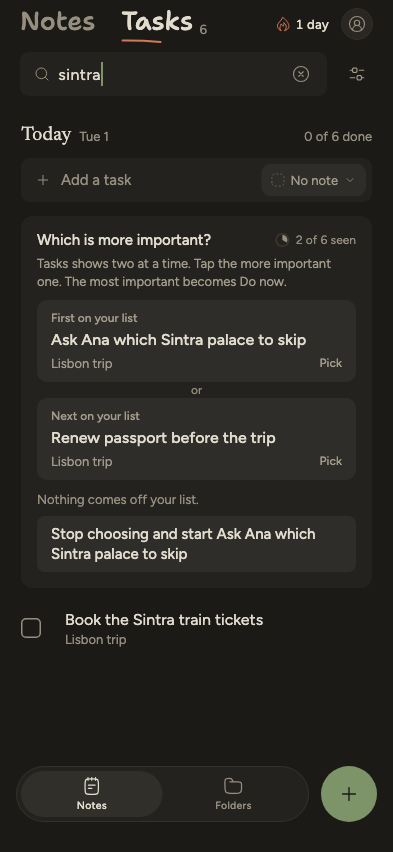 Notes Tasks 6 1 day
sintra
Today Tue 1 0 of 6 done
Add a task No note
Which is more important? 2 of 6 seen
Tasks shows two at a time. Tap the more important
one. The most important becomes Do now.
First on your list
Ask Ana which Sintra palace to skip
Lisbon trip Pick
or
Next on your list
Renew passport before the trip
Lisbon trip Pick
Nothing comes off your list.
Stop choosing and start Ask Ana which
Sintra palace to skip
Book the Sintra train tickets
Lisbon trip
Notes Folders